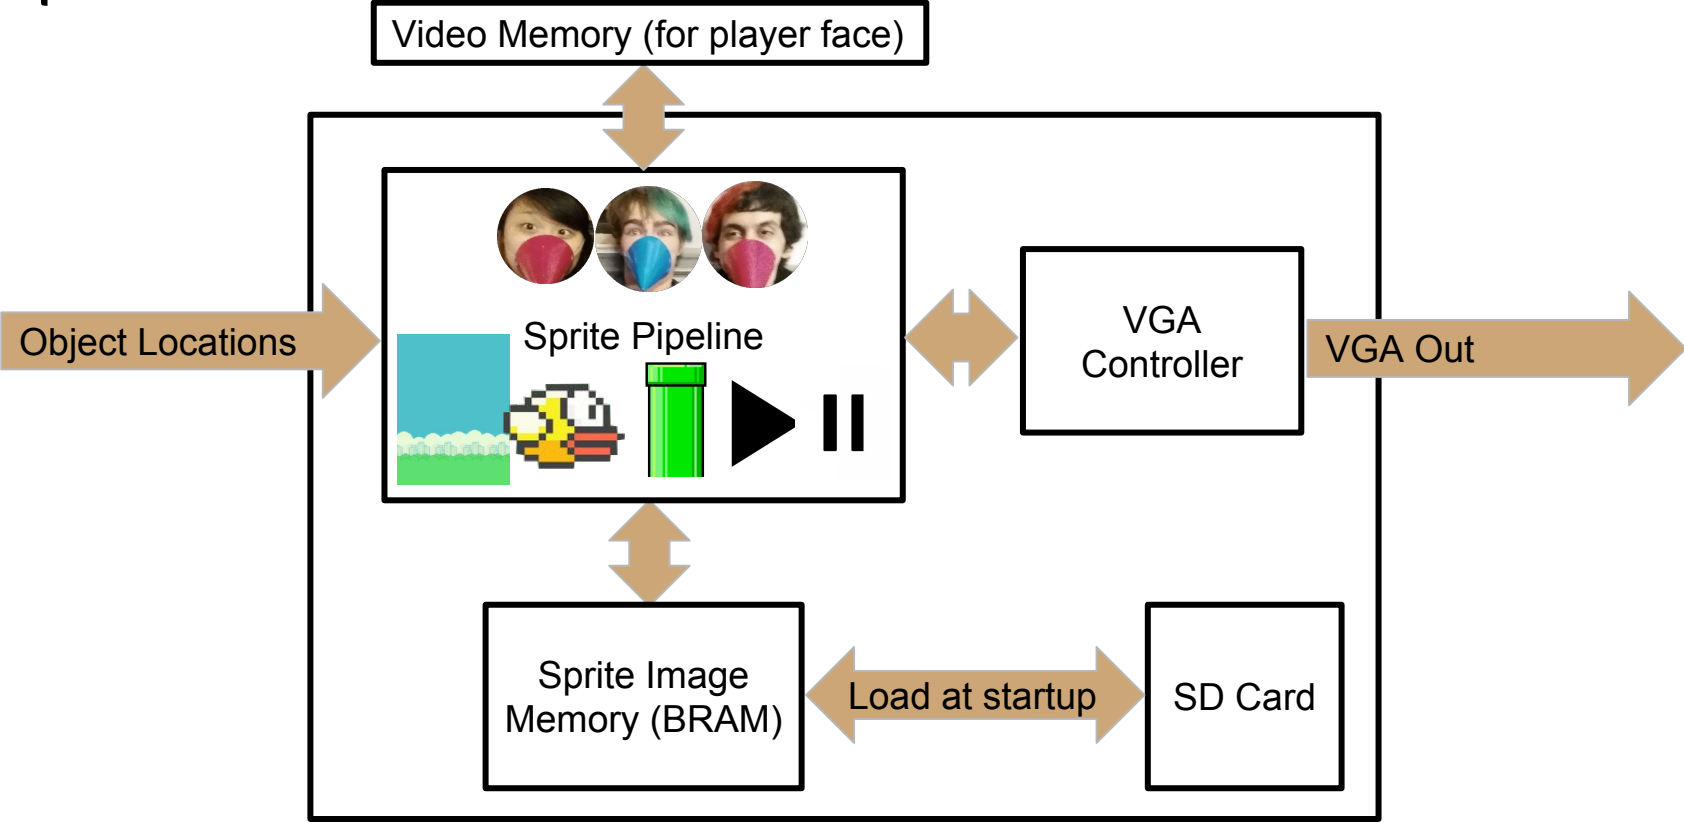 Video Memory (for player face)
Object Locations
Sprite Pipeline
VGA
Controller
VGA Out
Sprite Image
Memory (BRAM)
Load at startup
SD Card